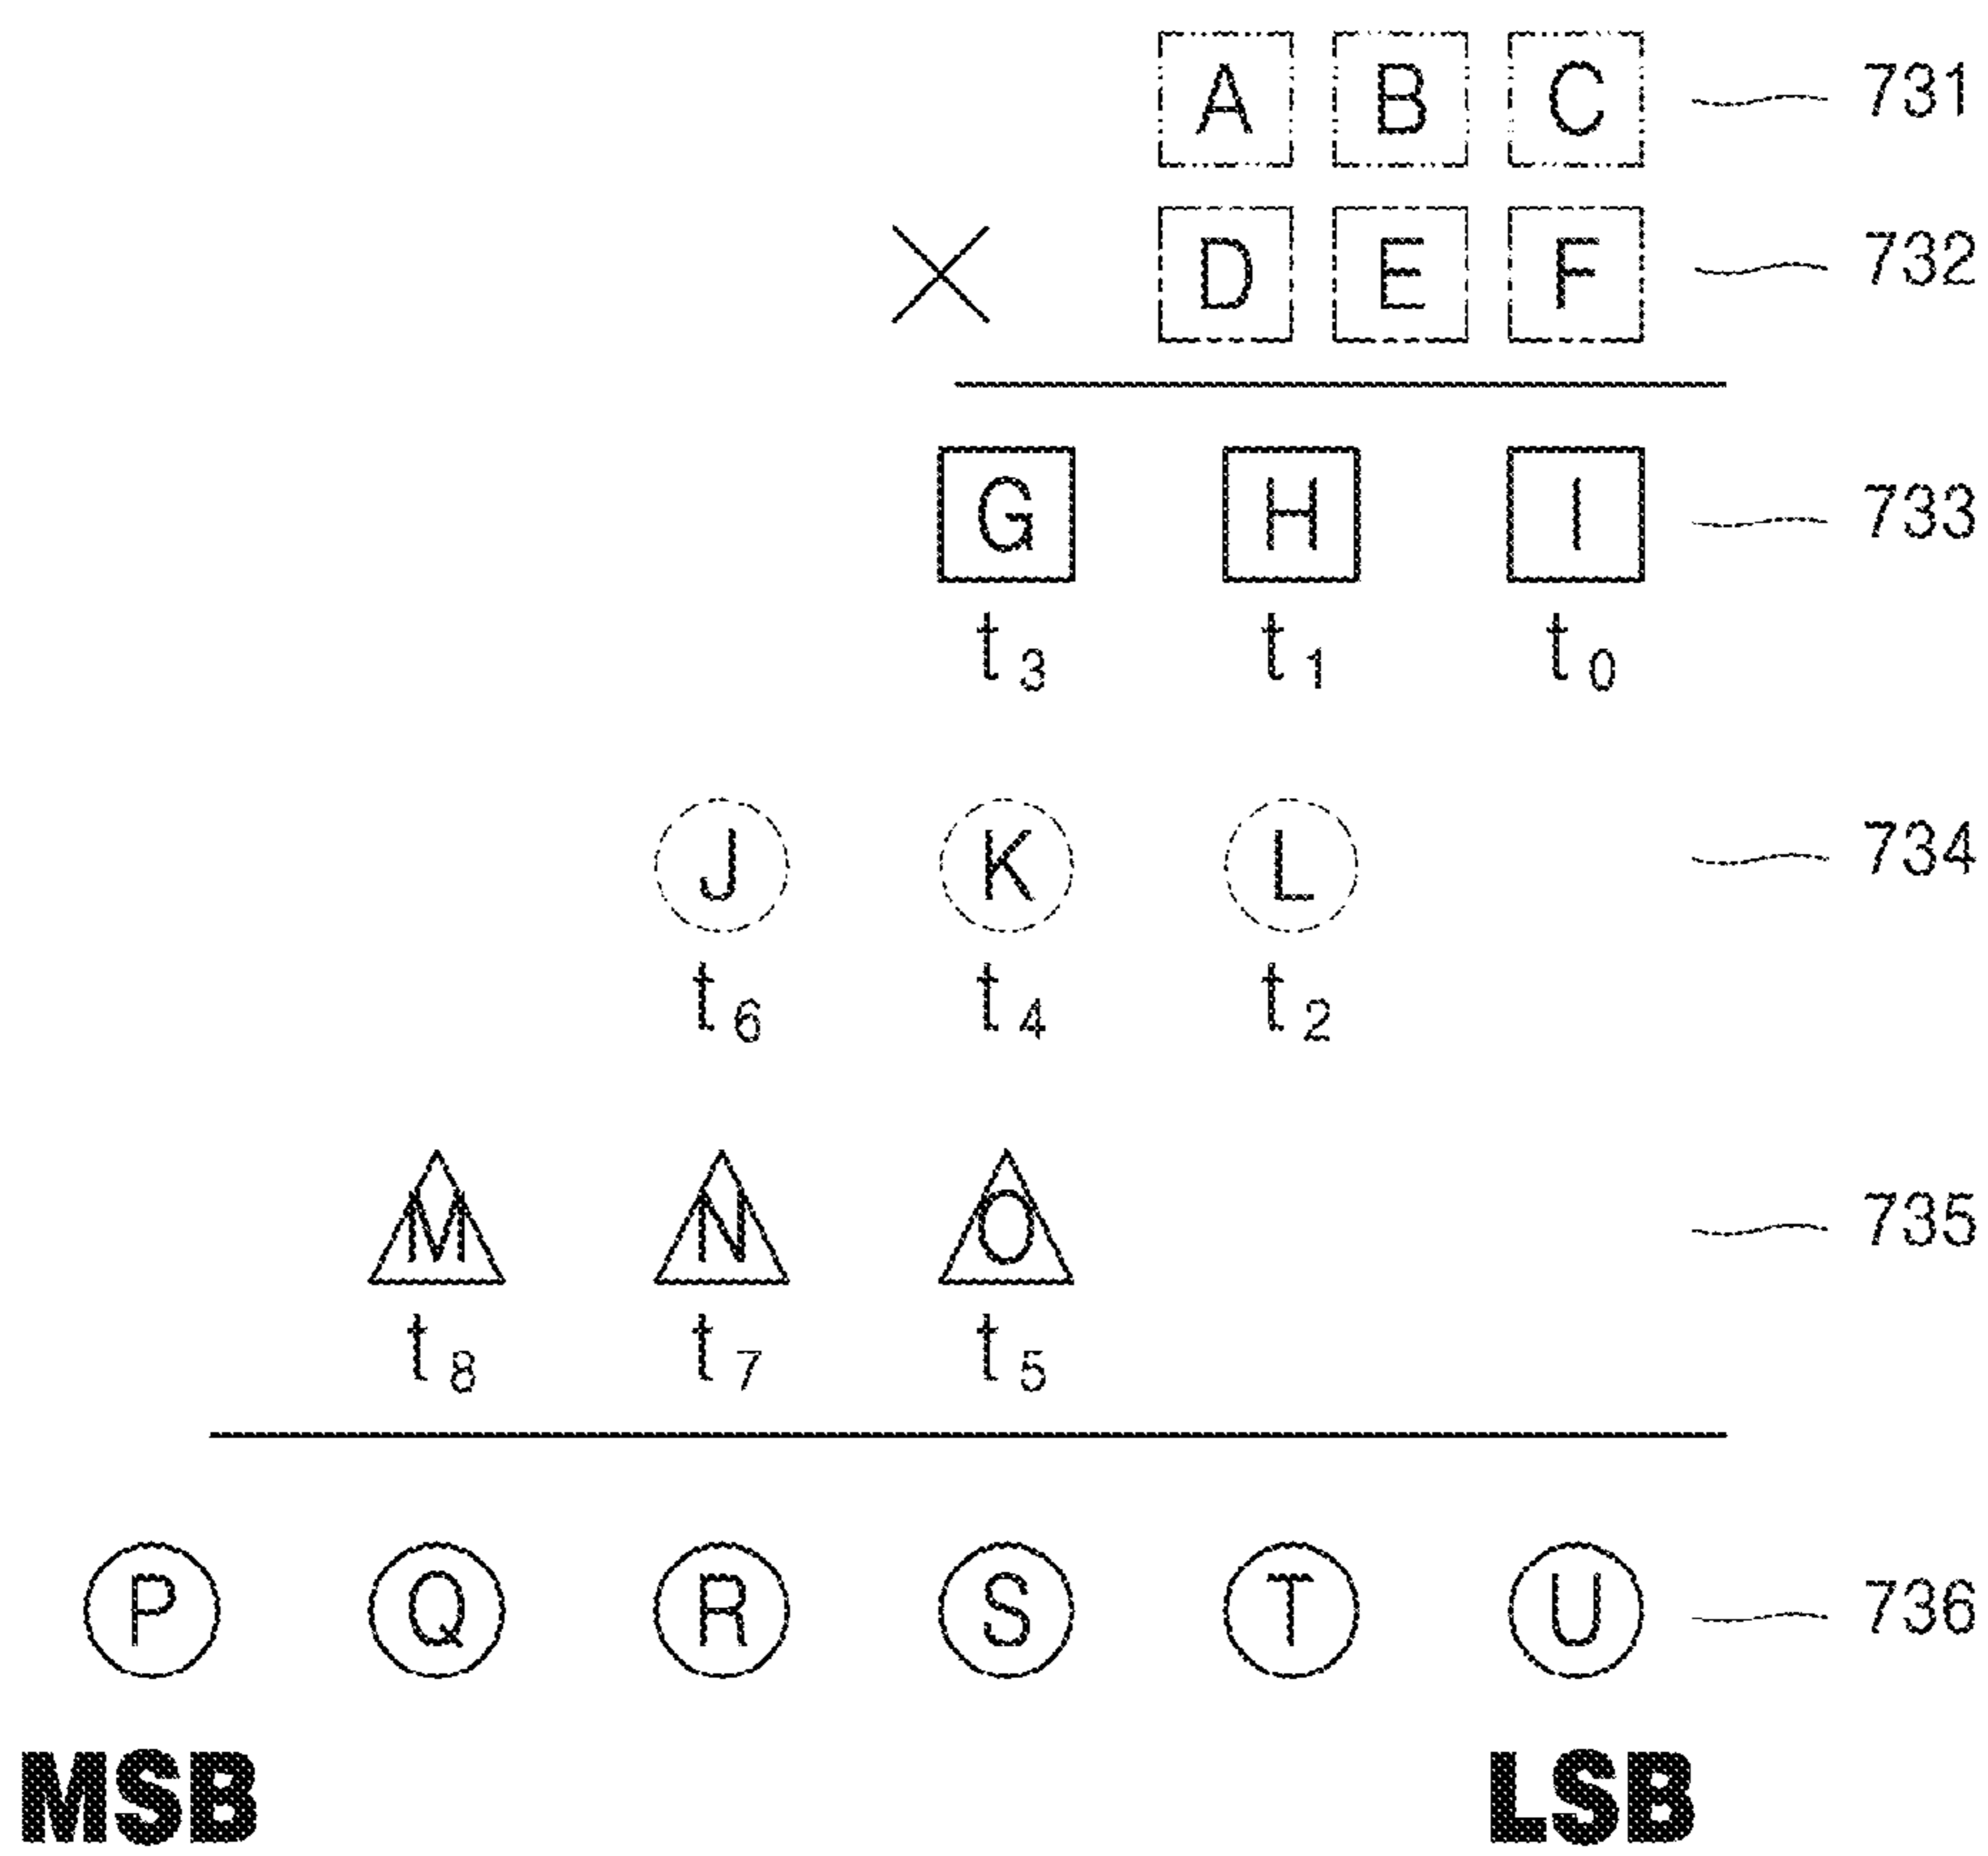 A B C 731
× D E F 732
G H I 733
t3 t1 t0
J K L 734
t6 t4 t2
M N O 735
t8 t7 t5
P Q R S T U 736
MSB LSB